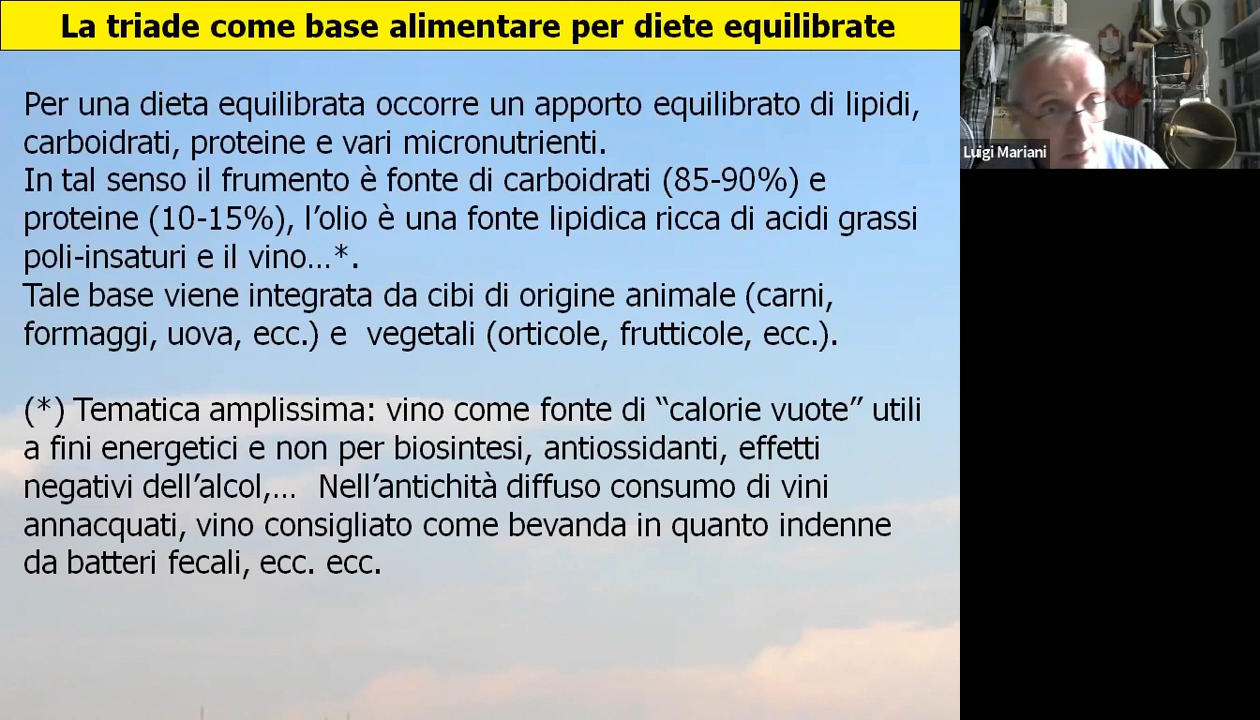 La triade come base alimentare per diete equilibrate
Per una dieta equilibrata occorre un apporto equilibrato di lipidi,
carboidrati, proteine e vari micronutrienti.
In tal senso il frumento è fonte di carboidrati (85-90%) e
proteine (10-15%), l’olio è una fonte lipidica ricca di acidi grassi
poli-insaturi e il vino…*.
Tale base viene integrata da cibi di origine animale (carni,
formaggi, uova, ecc.) e  vegetali (orticole, frutticole, ecc.).
(*) Tematica amplissima: vino come fonte di “calorie vuote” utili
a fini energetici e non per biosintesi, antiossidanti, effetti
negativi dell’alcol,…  Nell’antichità diffuso consumo di vini
annacquati, vino consigliato come bevanda in quanto indenne
da batteri fecali, ecc. ecc.
Luigi Mariani